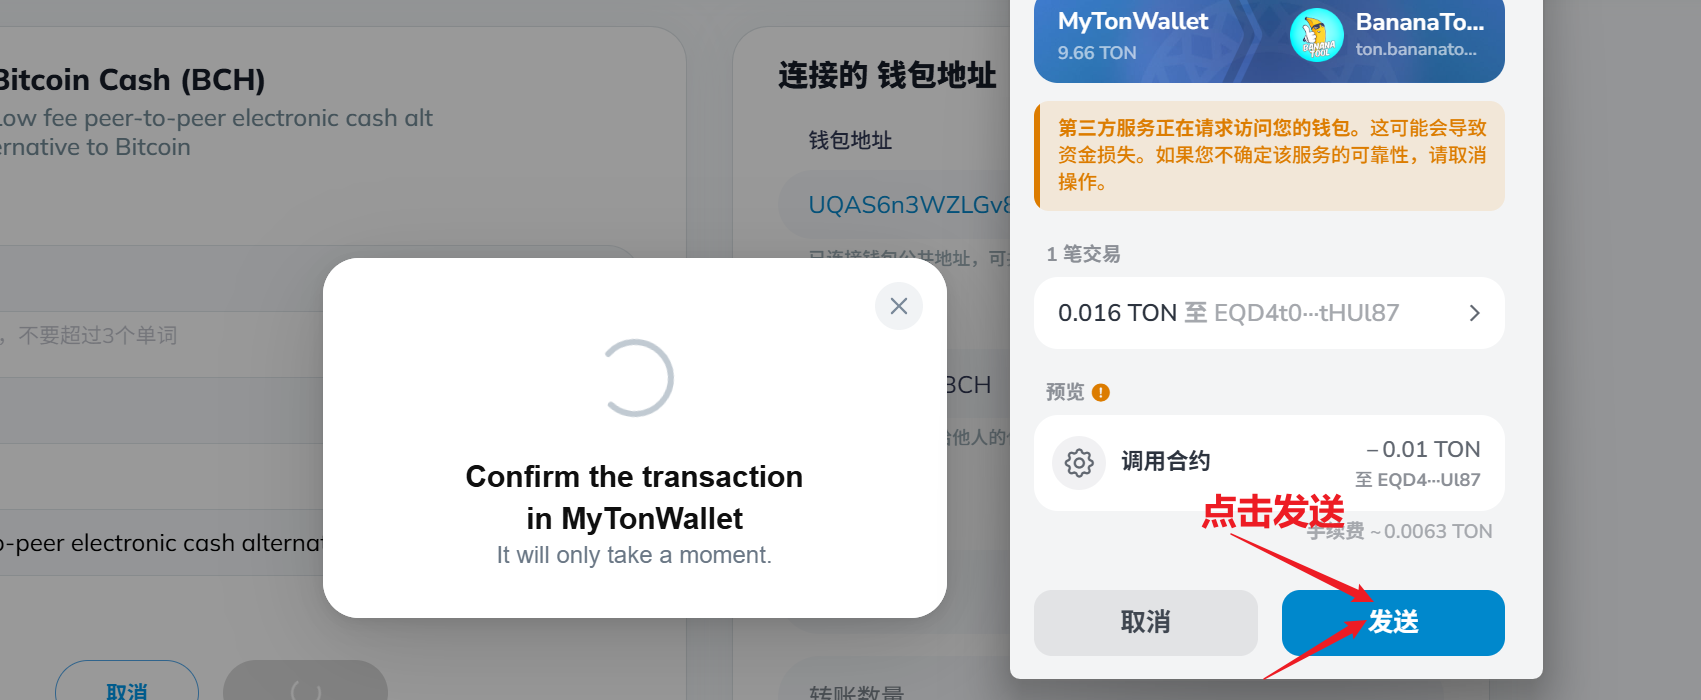 Bitcoin Cash (BCH)
Low fee peer-to-peer electronic cash alt
ernative to Bitcoin
，不要超过3个单词
o-peer electronic cash alternat
取消
连接的 钱包地址
钱包地址
UQAS6n3WZLGv8
已连接钱包公共地址，可
BCH
给他人的
转账数量
Confirm the transaction
in MyTonWallet
It will only take a moment.
MyTonWallet
9.66 TON
BANANA
TOOL
BananaTo...
ton.bananato...
第三方服务正在请求访问您的钱包。这可能会导致
资金损失。如果您不确定该服务的可靠性，请取消
操作。
1 笔交易
0.016 TON 至 EQD4t0···tHUl87
预览
调用合约
– 0.01 TON
至 EQD4···Ul87
点击发送
手续费 ~ 0.0063 TON
取消
发送